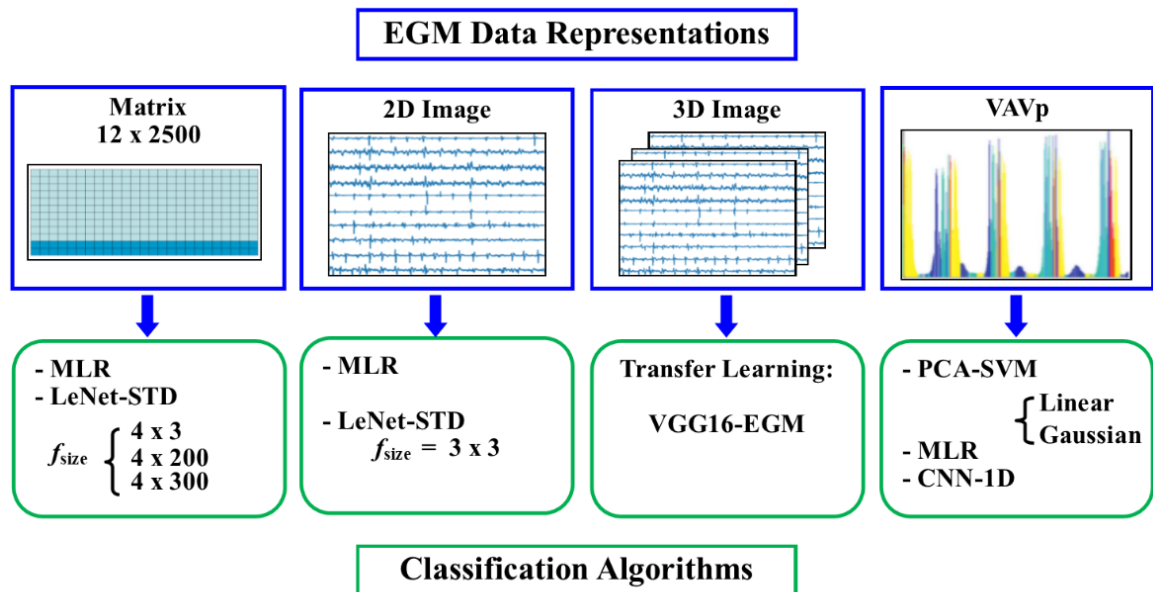 EGM Data Representations
Matrix
12 x 2500
2D Image
3D Image
VAVp
- MLR
- LeNet-STD
fsize { 4 x 3
4 x 200
4 x 300
- MLR
- LeNet-STD
fsize = 3 x 3
Transfer Learning:
VGG16-EGM
- PCA-SVM
{ Linear
Gaussian
- MLR
- CNN-1D
Classification Algorithms